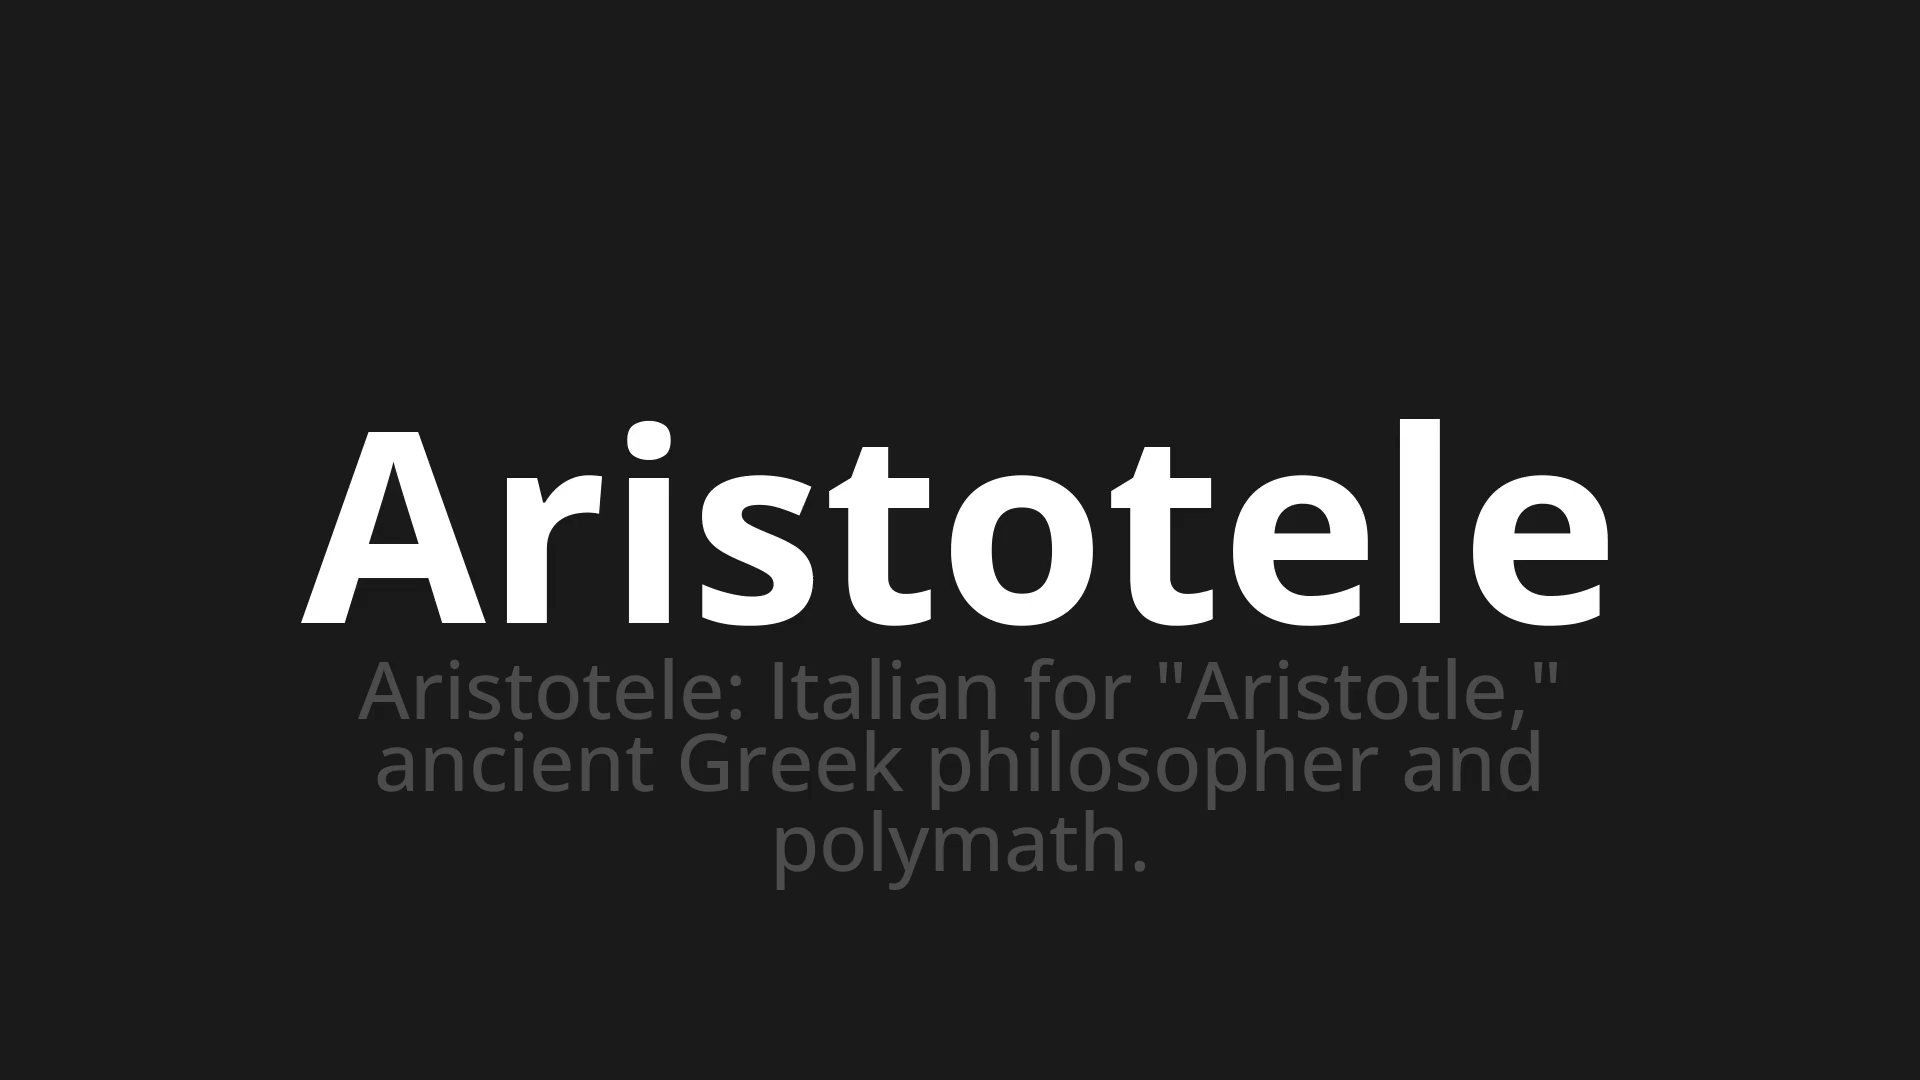 Aristotele
Aristotele: Italian for "Aristotle,"
ancient Greek philosopher and
polymath.